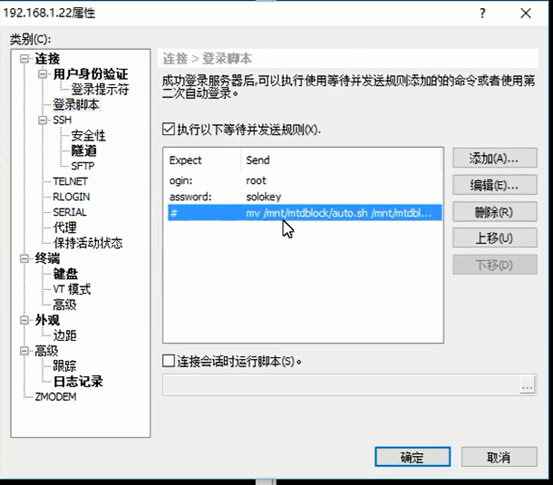 192.168.1.22属性
类别(C):
连接
用户身份验证
登录提示符
登录脚本
SSH
安全性
隧道
SFTP
TELNET
RLOGIN
SERIAL
代理
保持活动状态
终端
键盘
VT 模式
高级
外观
边距
高级
跟踪
日志记录
ZMODEM
连接 > 登录脚本
成功登录服务器后,可以执行使用等待并发送规则添加的的命令或者使用第
二次自动登录。
执行以下等待并发送规则(X).
Expect Send
ogin: root
assword: solokey
# mv /mnt/mtdblock/auto.sh /mnt/mtdbl...
添加(A)...
编辑(E)...
删除(R)
上移(U)
下移(D)
连接会话时运行脚本(S)。
...
确定
取消